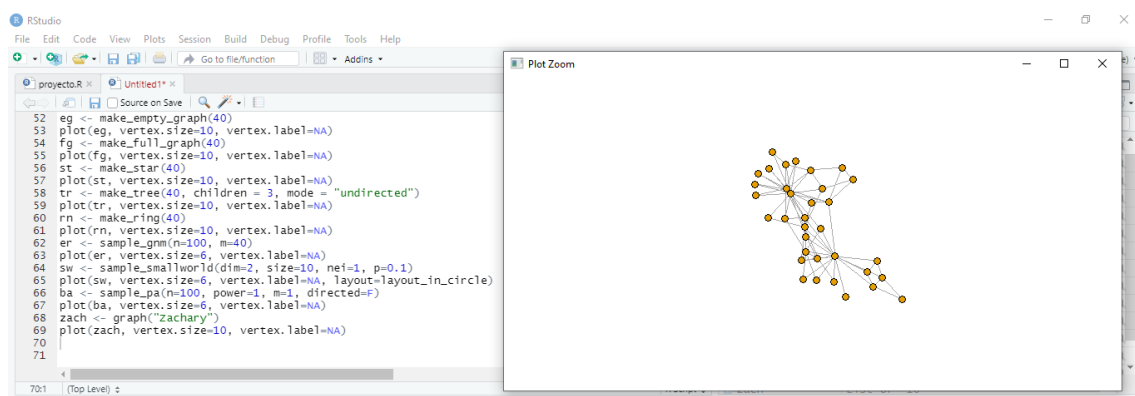 RStudio
File Edit Code View Plots Session Build Debug Profile Tools Help
Go to file/function Addins
proyecto.R Untitled1*
Source on Save
52 eg <- make_empty_graph(40)
53 plot(eg, vertex.size=10, vertex.label=NA)
54 fg <- make_full_graph(40)
55 plot(fg, vertex.size=10, vertex.label=NA)
56 st <- make_star(40)
57 plot(st, vertex.size=10, vertex.label=NA)
58 tr <- make_tree(40, children = 3, mode = "undirected")
59 plot(tr, vertex.size=10, vertex.label=NA)
60 rn <- make_ring(40)
61 plot(rn, vertex.size=10, vertex.label=NA)
62 er <- sample_gnm(n=100, m=40)
63 plot(er, vertex.size=6, vertex.label=NA)
64 sw <- sample_smallworld(dim=2, size=10, nei=1, p=0.1)
65 plot(sw, vertex.size=6, vertex.label=NA, layout=layout_in_circle)
66 ba <- sample_pa(n=100, power=1, m=1, directed=F)
67 plot(ba, vertex.size=6, vertex.label=NA)
68 zach <- graph("Zachary")
69 plot(zach, vertex.size=10, vertex.label=NA)
70
71
70:1 (Top Level)
Plot Zoom